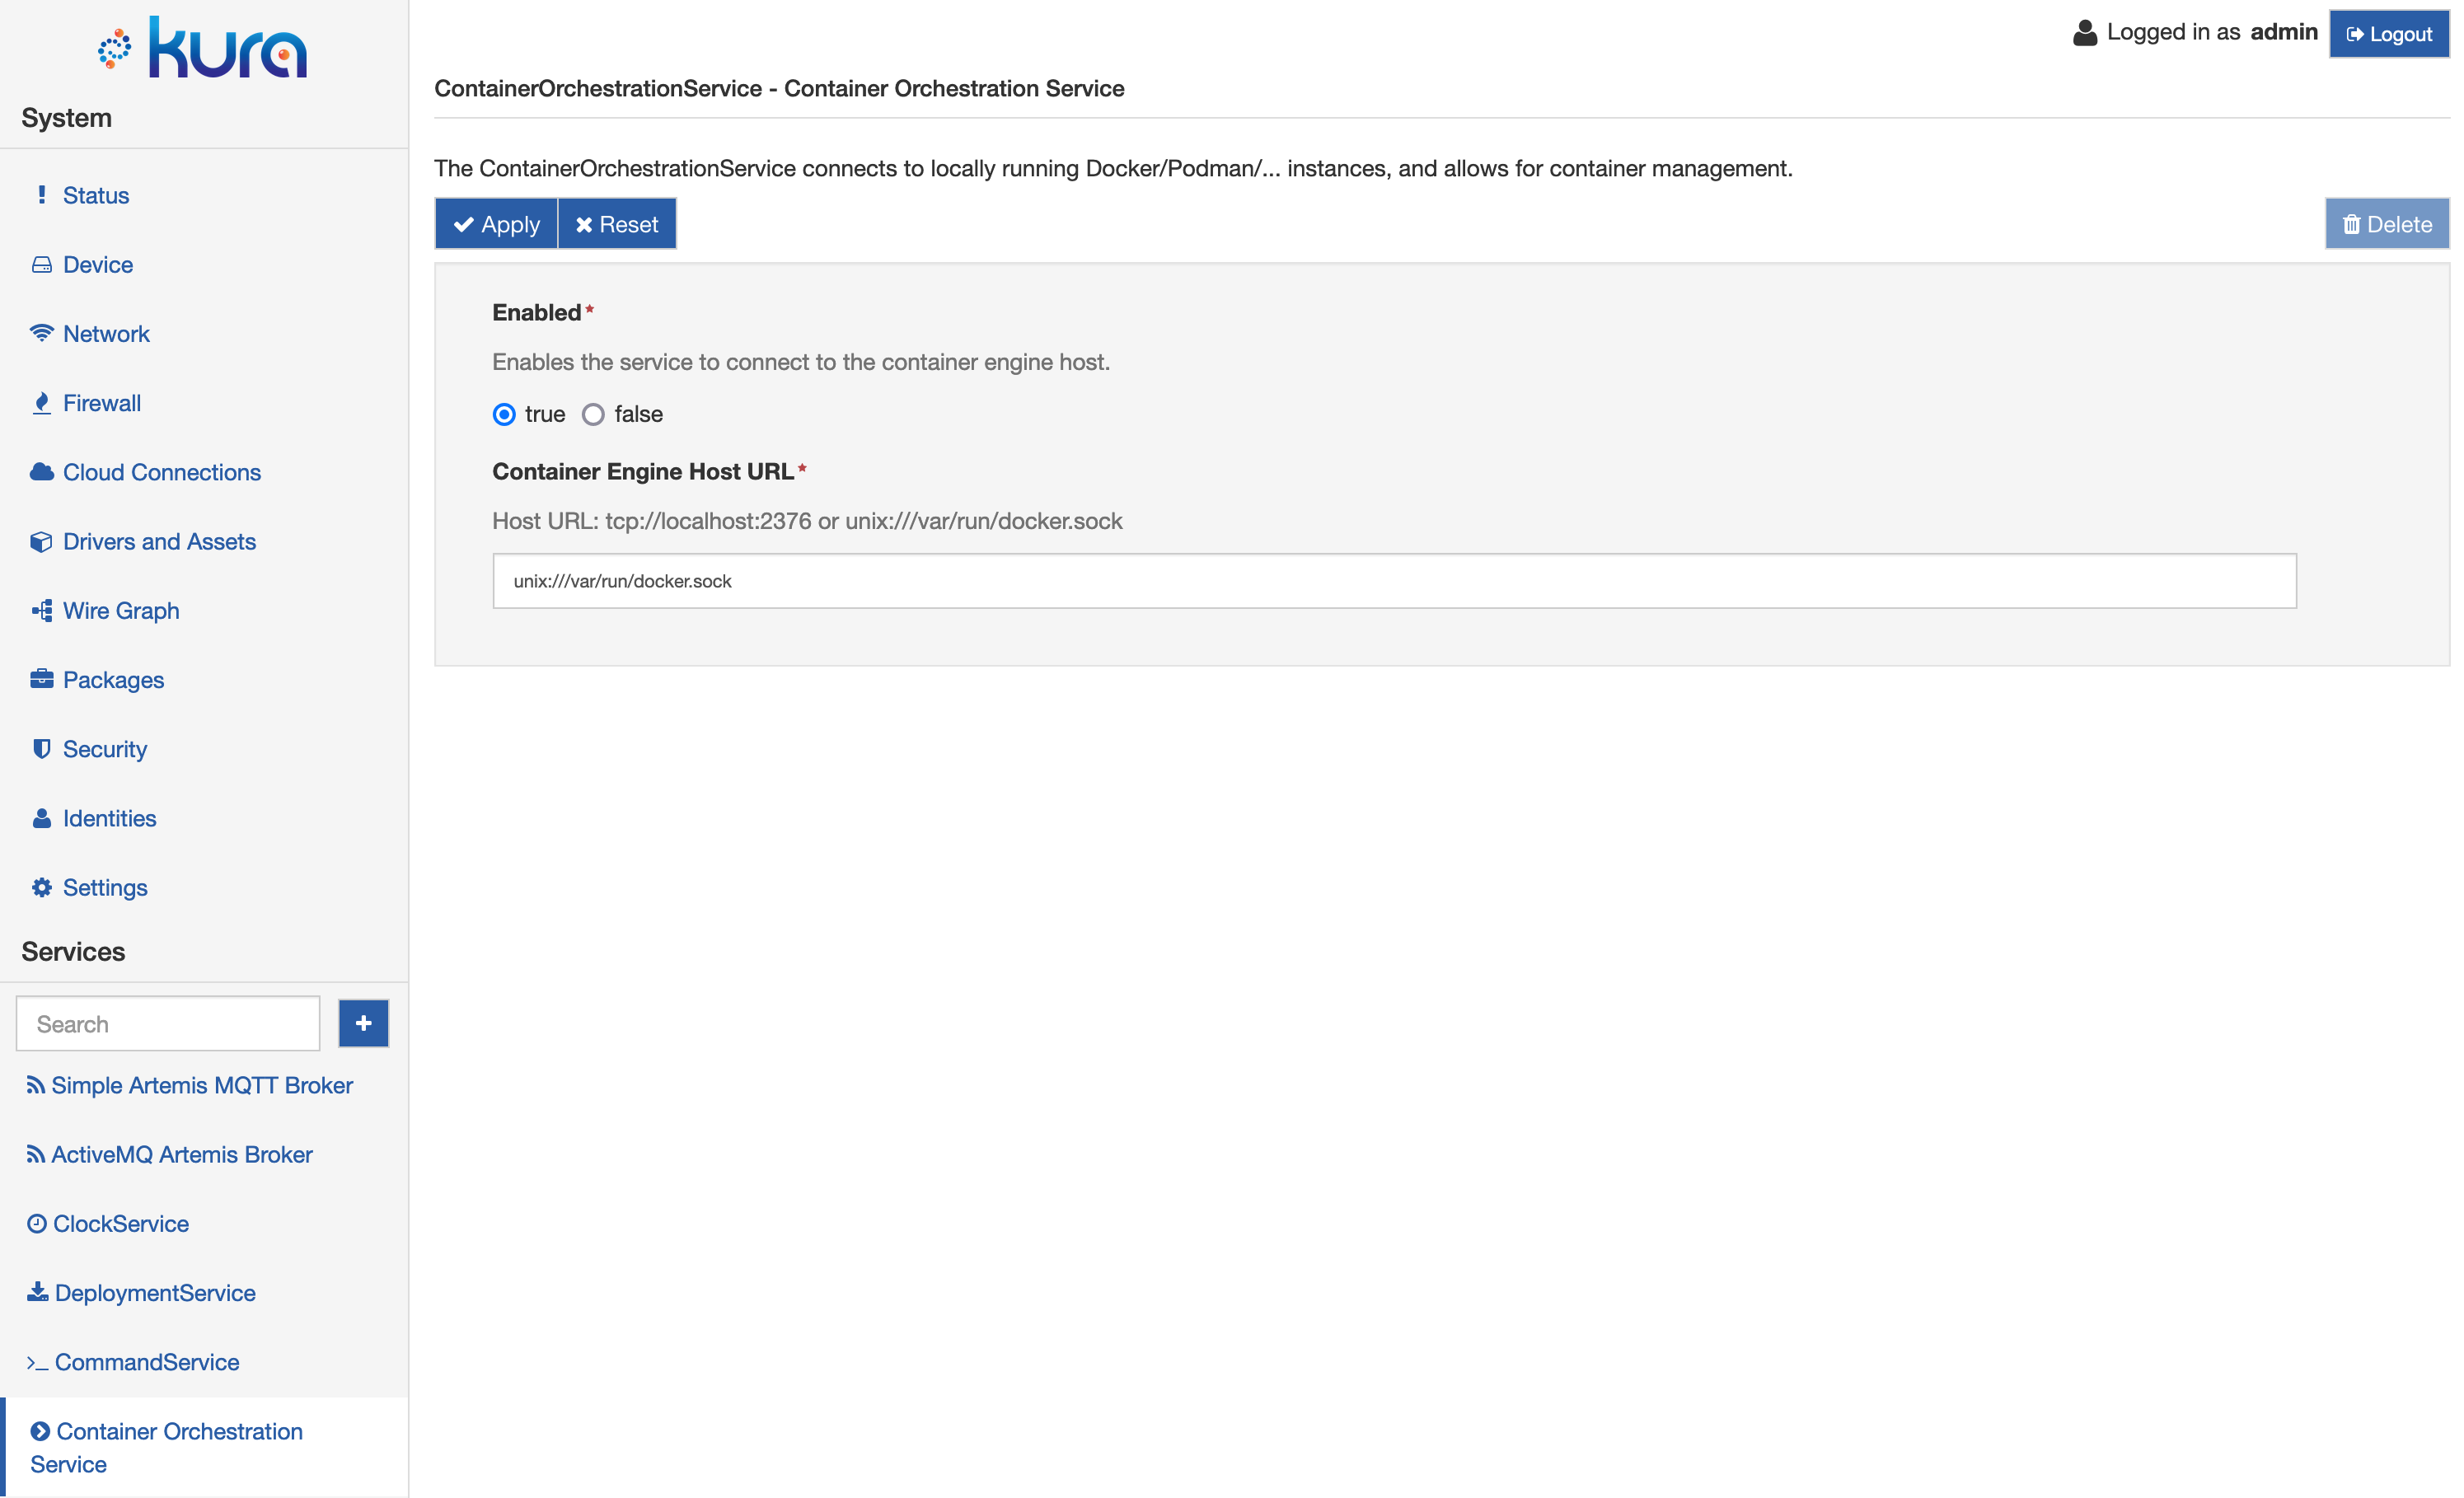 kura
System
Status
Device
Network
Firewall
Cloud Connections
Drivers and Assets
Wire Graph
Packages
Security
Identities
Settings
Services
Search
Simple Artemis MQTT Broker
ActiveMQ Artemis Broker
ClockService
DeploymentService
CommandService
Container Orchestration
Service
Logged in as admin Logout
ContainerOrchestrationService - Container Orchestration Service
The ContainerOrchestrationService connects to locally running Docker/Podman/... instances, and allows for container management.
Apply Reset Delete
Enabled*
Enables the service to connect to the container engine host.
true false
Container Engine Host URL*
Host URL: tcp://localhost:2376 or unix:///var/run/docker.sock
unix:///var/run/docker.sock